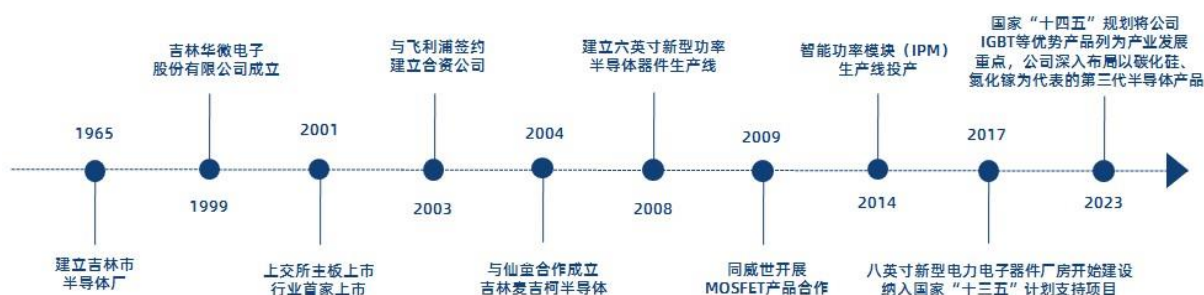 1965
建立吉林市
半导体厂
吉林华微电子
股份有限公司成立
1999
2001
上交所主板上市
行业首家上市
与飞利浦签约
建立合资公司
2003
2004
与仙童合作成立
吉林麦吉柯半导体
建立六英寸新型功率
半导体器件生产线
2008
2009
同威世开展
MOSFET产品合作
智能功率模块（IPM）
生产线投产
2014
2017
八英寸新型电力电子器件厂房开始建设
纳入国家“十三五”计划支持项目
国家“十四五”规划将公司
IGBT等优势产品列为产业发展
重点，公司深入布局以碳化硅、
氮化镓为代表的第三代半导体产品
2023